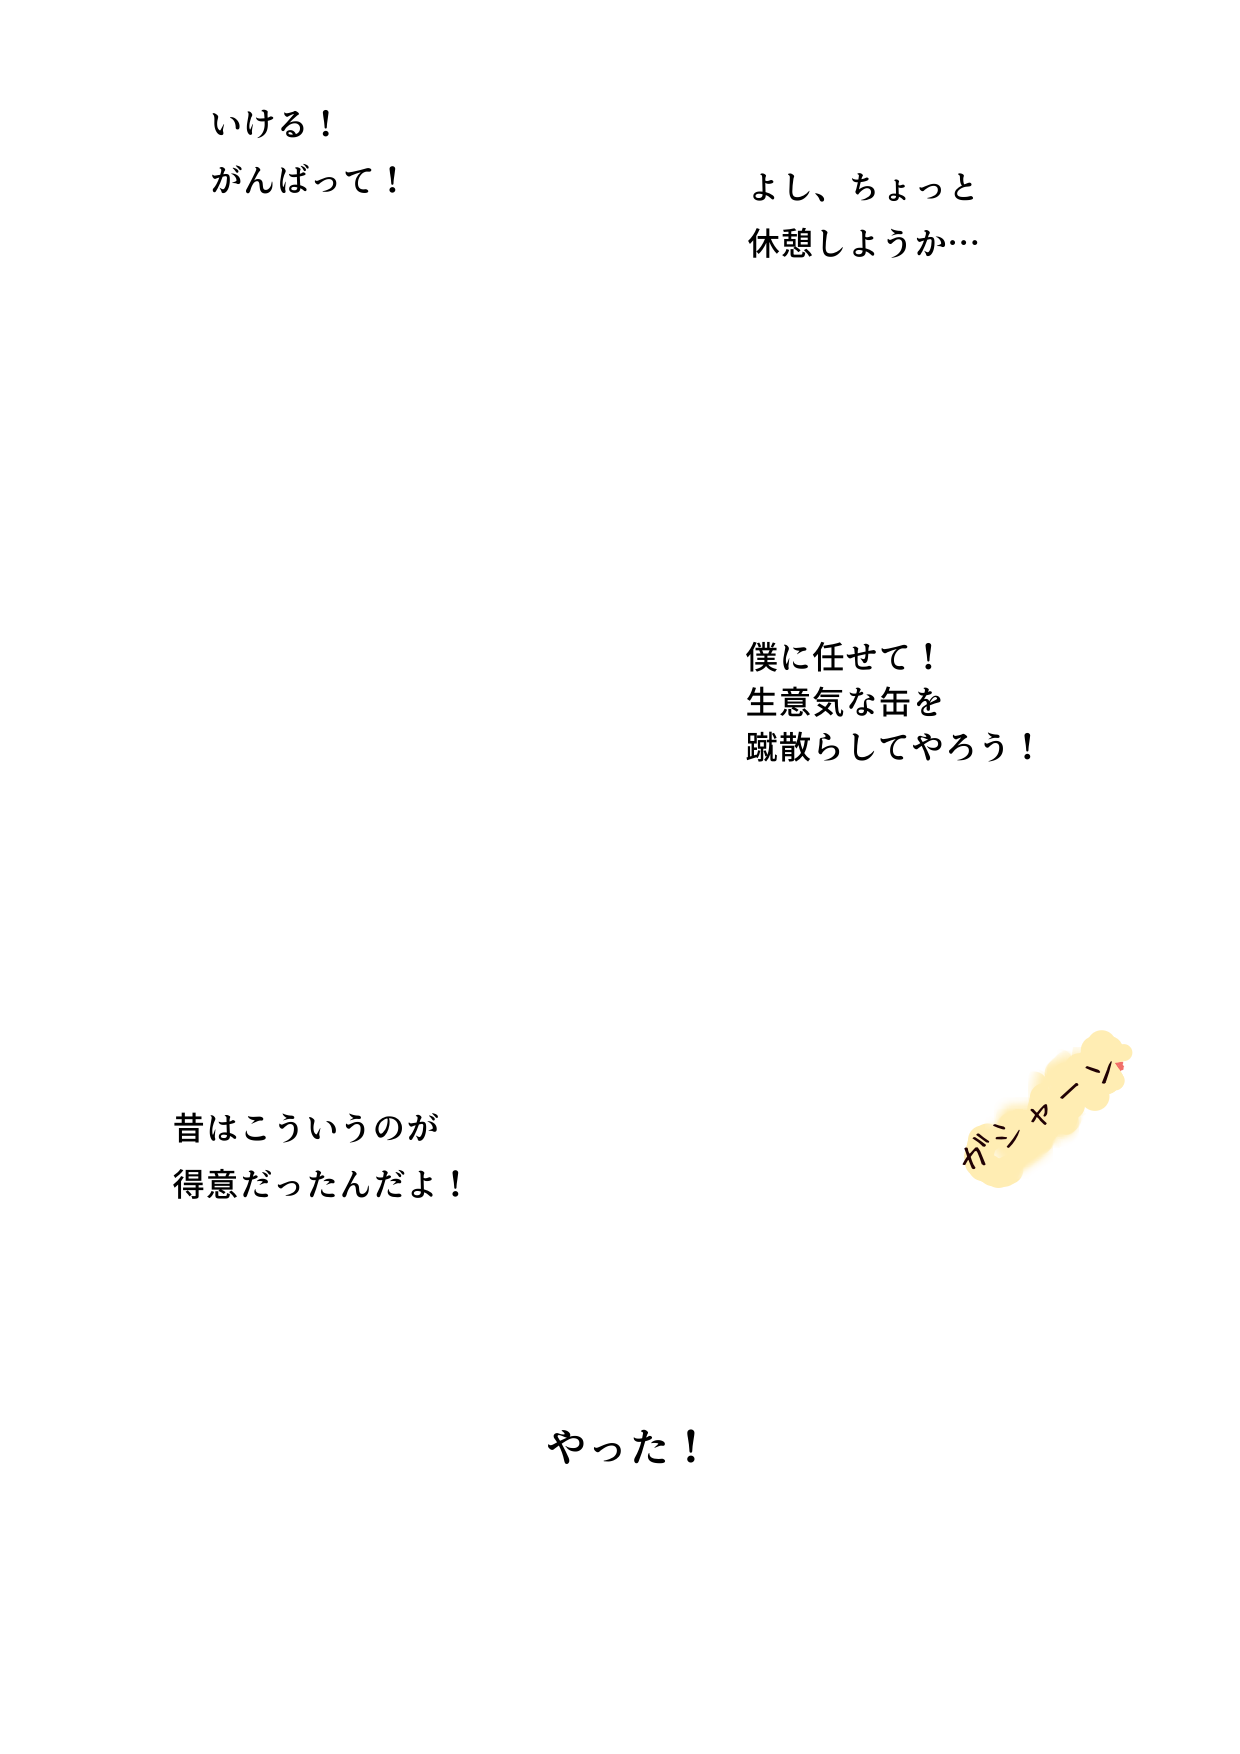 いける！
がんばって！
よし、ちょっと
休憩しようか…
僕に任せて！
生意気な缶を
蹴散らしてやろう！
ガシャーン
昔はこういうのが
得意だったんだよ！
やった！